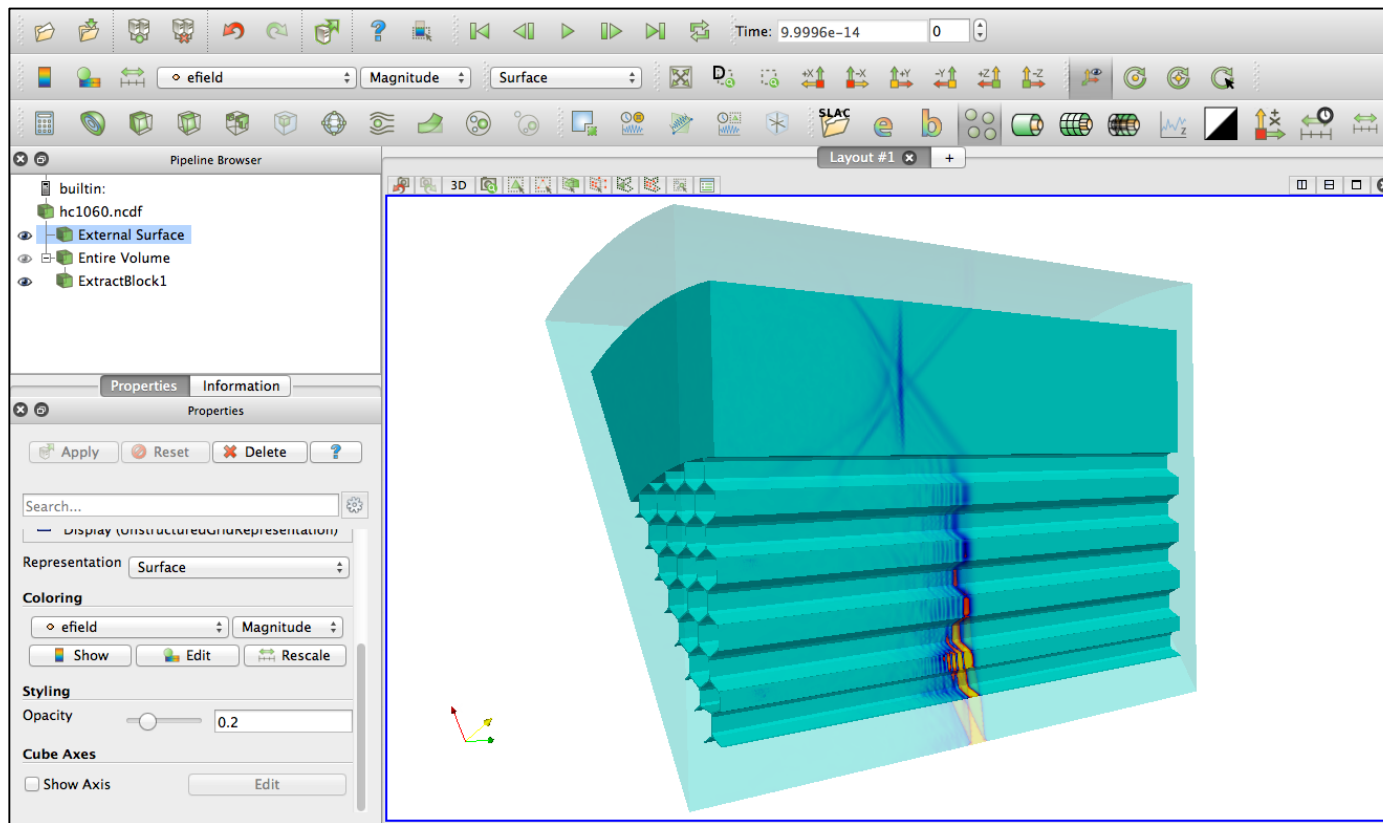 Time: 9.9996e-14 0
efield Magnitude Surface
D +X -X +Y -Y +Z -Z
SLAC
e b z
Pipeline Browser
Layout #1 +
3D
builtin:
hc1060.ncdf
External Surface
Entire Volume
ExtractBlock1
Properties Information
Properties
Apply Reset Delete ?
Search...
Display (UnstructuredGridRepresentation)
Representation Surface
Coloring
efield Magnitude
Show Edit Rescale
Styling
Opacity 0.2
Cube Axes
Show Axis Edit